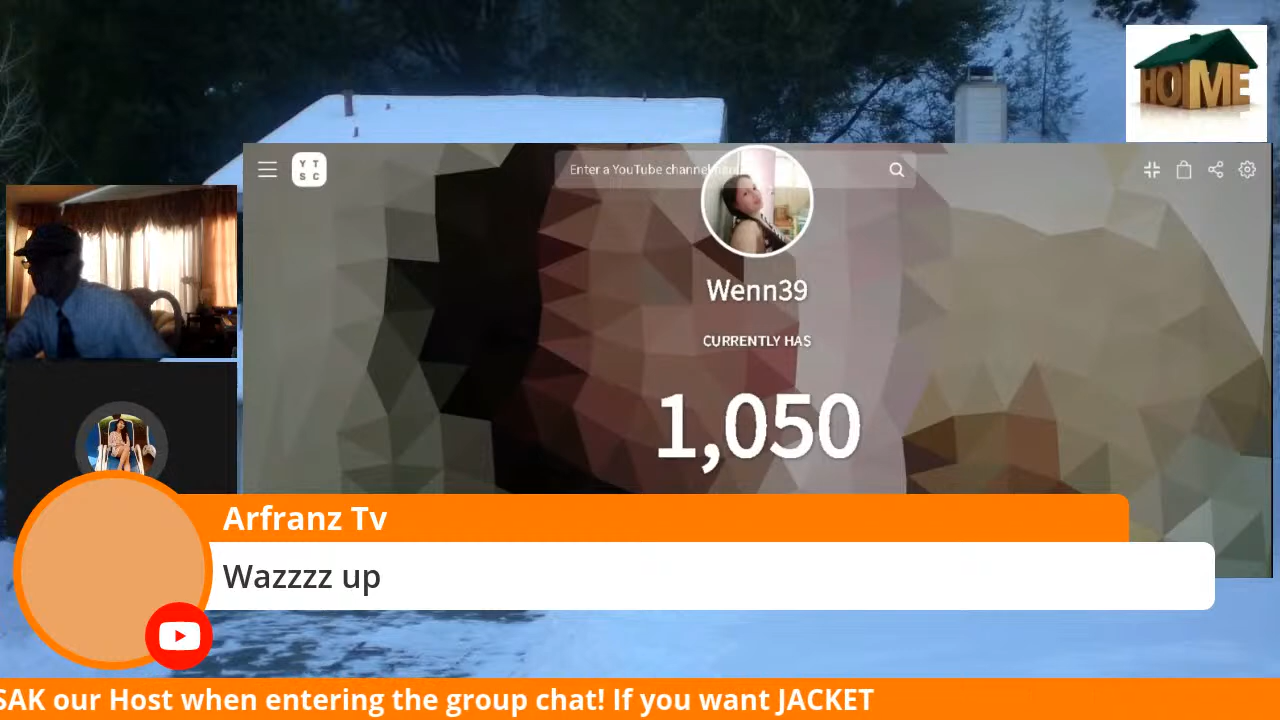 HOME
Y T
S C
Enter a YouTube channel
Wenn39
CURRENTLY HAS
1,050
Arfranz Tv
Wazzzz up
SAK our Host when entering the group chat! If you want JACKET